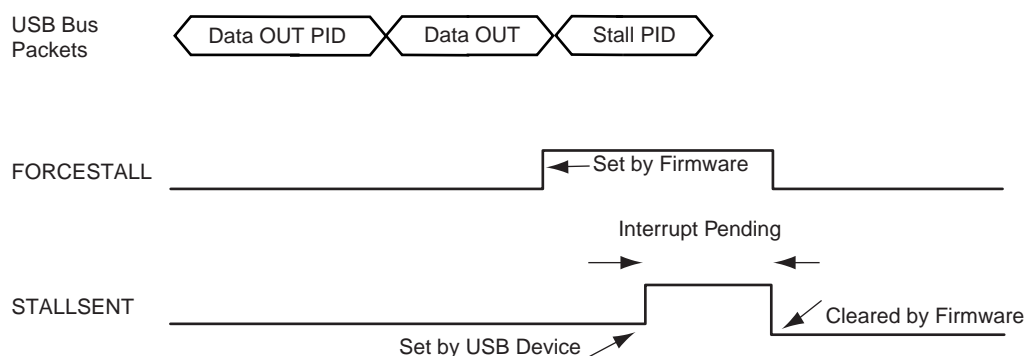 USB Bus
Packets
Data OUT PID
Data OUT
Stall PID
FORCESTALL
Set by Firmware
Interrupt Pending
STALLSENT
Cleared by Firmware
Set by USB Device